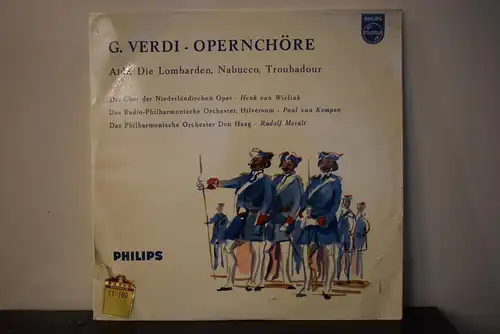 G. VERDI - OPERNCHÖRE
PHILIPS
Aida, Die Lombarden, Nabucco, Troubadour
Der Chor der Niederländischen Oper - Henk van Wielink
Das Radio-Philharmonische Orchester, Hilversum - Paul van Kempen
Das Philharmonische Orchester Den Haag - Rudolf Moralt
PHILIPS